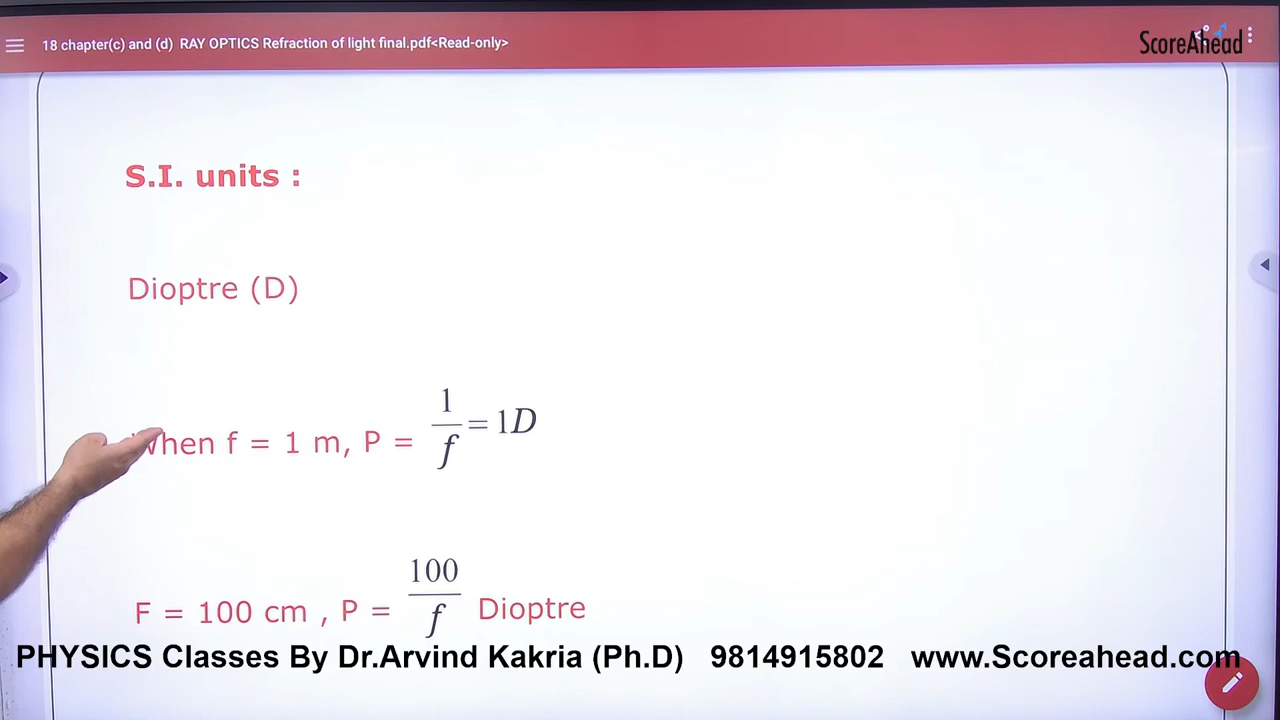 18 chapter(c) and (d) RAY OPTICS Refraction of light final.pdf<Read-only>
ScoreAhead
S.I. units :
Dioptre (D)
When f = 1 m, P = 1/f = 1D
F = 100 cm , P = 100/f Dioptre
PHYSICS Classes By Dr.Arvind Kakria (Ph.D) 9814915802 www.Scoreahead.com